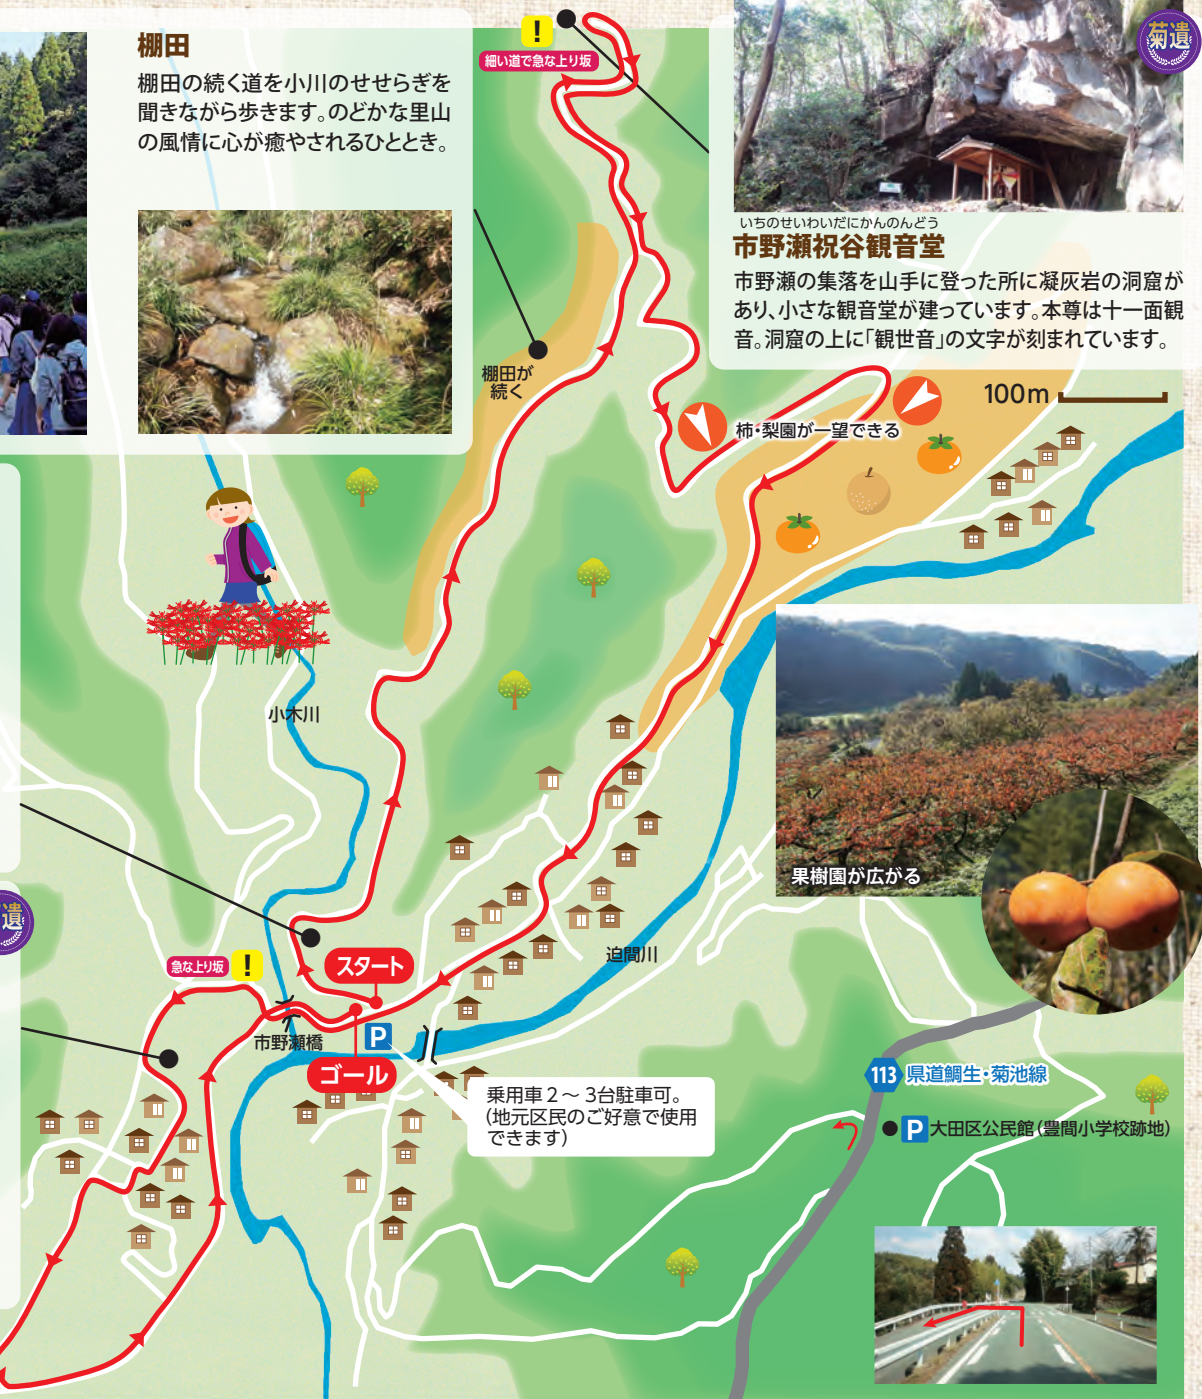 棚田
棚田の続く道を小川のせせらぎを
聞きながら歩きます。のどかな里山
の風情に心が癒やされるひととき。
!
細い道で急な上り坂
菊遺
いちのせいわいだにかんのんどう
市野瀬祝谷観音堂
市野瀬の集落を山手に登った所に凝灰岩の洞窟が
あり、小さな観音堂が建っています。本尊は十一面観
音。洞窟の上に「観世音」の文字が刻まれています。
棚田が
続く
100m
柿・梨園が一望できる
小木川
果樹園が広がる
遺
急な上り坂
!
スタート
迫間川
市野瀬橋
P
ゴール
乗用車2～3台駐車可。
(地元区民のご好意で使用
できます)
113 県道鯛生・菊池線
P 大田区公民館(豊間小学校跡地)